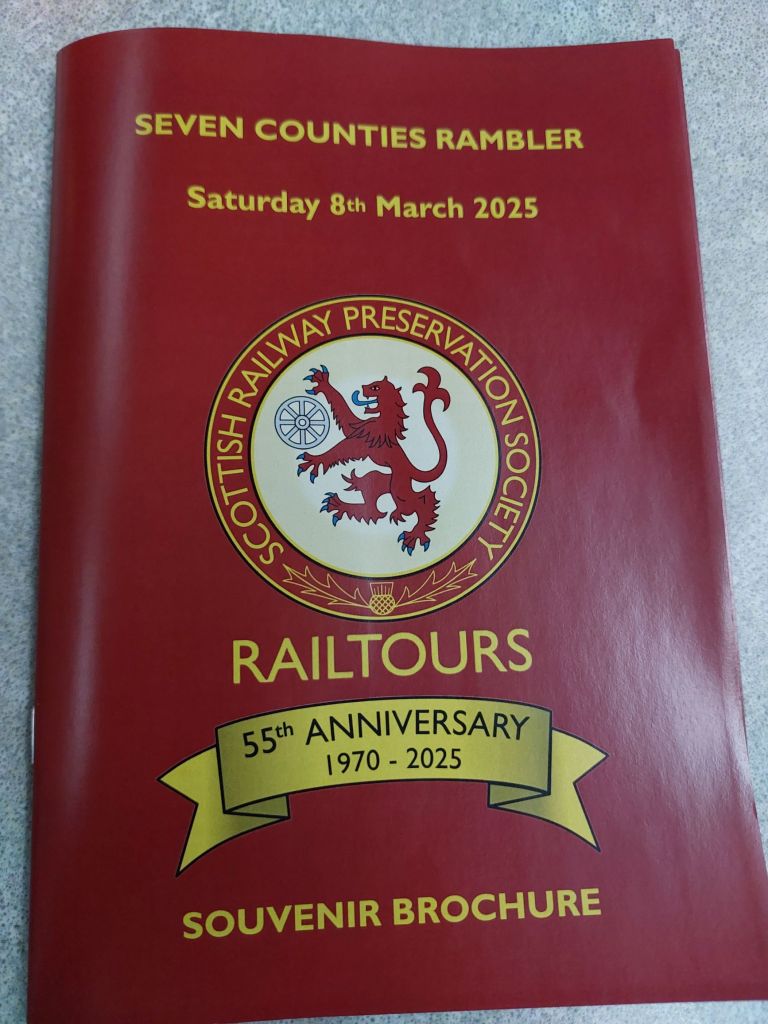 SEVEN COUNTIES RAMBLER
Saturday 8th March 2025
SCOTTISH RAILWAY PRESERVATION SOCIETY
RAILTOURS
55th ANNIVERSARY
1970 - 2025
SOUVENIR BROCHURE